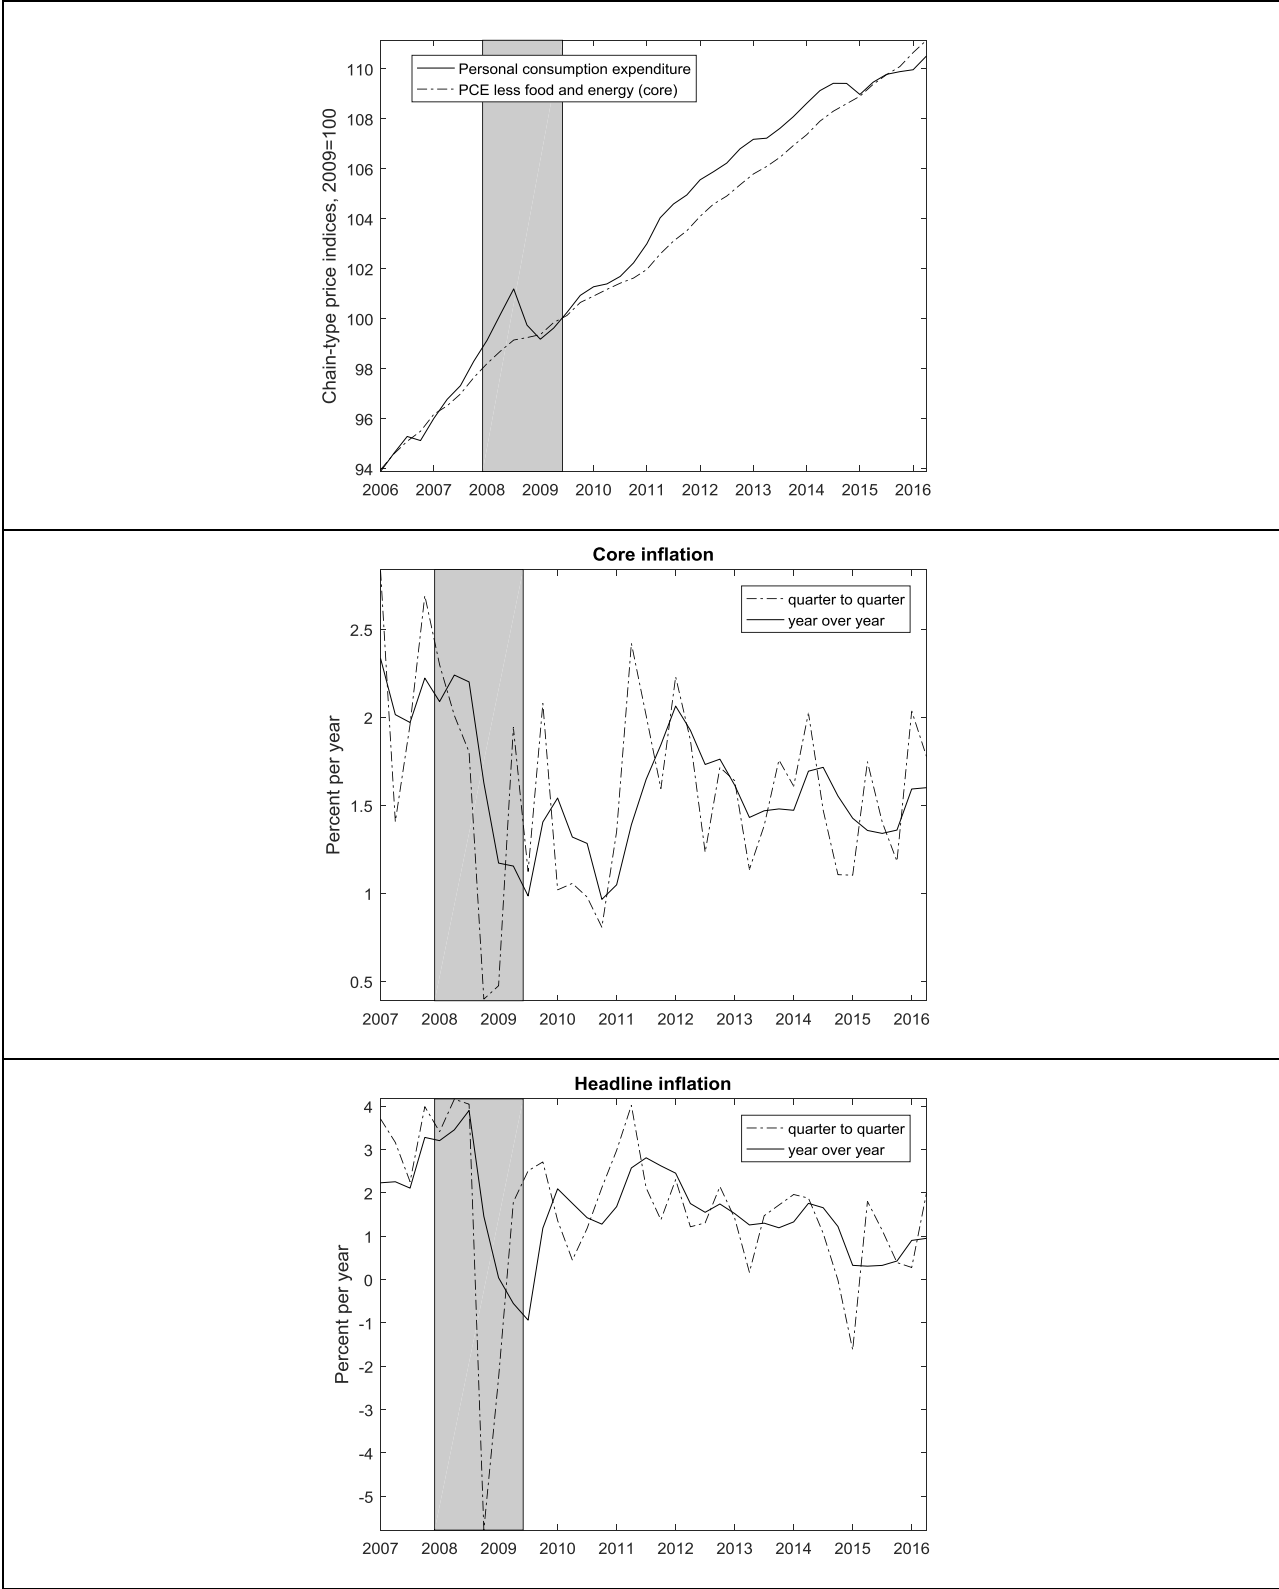 Personal consumption expenditure
PCE less food and energy (core)
Chain-type price indices, 2009=100
110
108
106
104
102
100
98
96
94
2006 2007 2008 2009 2010 2011 2012 2013 2014 2015 2016
Core inflation
quarter to quarter
year over year
Percent per year
2.5
2
1.5
1
0.5
2007 2008 2009 2010 2011 2012 2013 2014 2015 2016
Headline inflation
quarter to quarter
year over year
Percent per year
4
3
2
1
0
-1
-2
-3
-4
-5
2007 2008 2009 2010 2011 2012 2013 2014 2015 2016